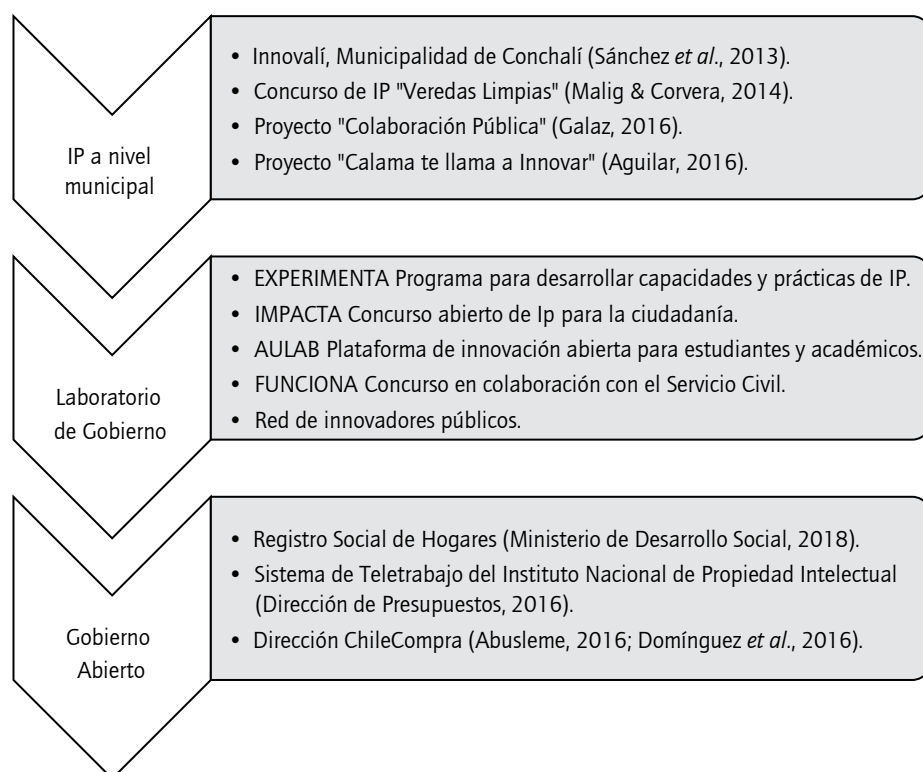 IP a nivel
municipal
• Innovalí, Municipalidad de Conchalí (Sánchez et al., 2013).
• Concurso de IP "Veredas Limpias" (Malig & Corvera, 2014).
• Proyecto "Colaboración Pública" (Galaz, 2016).
• Proyecto "Calama te llama a Innovar" (Aguilar, 2016).
Laboratorio
de Gobierno
• EXPERIMENTA Programa para desarrollar capacidades y prácticas de IP.
• IMPACTA Concurso abierto de Ip para la ciudadanía.
• AULAB Plataforma de innovación abierta para estudiantes y académicos.
• FUNCIONA Concurso en colaboración con el Servicio Civil.
• Red de innovadores públicos.
Gobierno
Abierto
• Registro Social de Hogares (Ministerio de Desarrollo Social, 2018).
• Sistema de Teletrabajo del Instituto Nacional de Propiedad Intelectual
(Dirección de Presupuestos, 2016).
• Dirección ChileCompra (Abusleme, 2016; Domínguez et al., 2016).